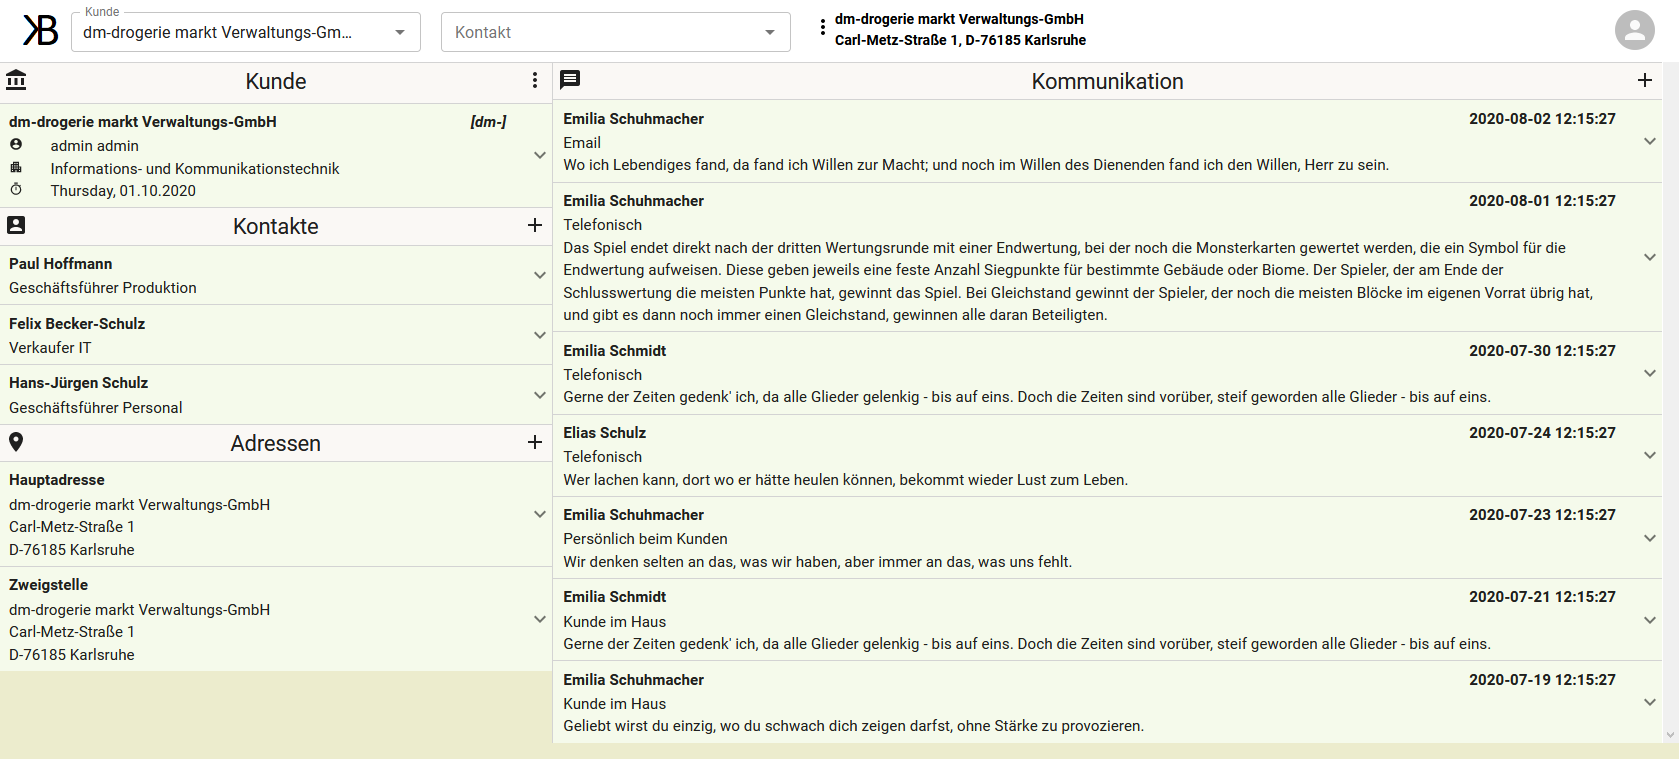 KB
Kunde
dm-drogerie markt Verwaltungs-Gm...
Kontakt
dm-drogerie markt Verwaltungs-GmbH
Carl-Metz-Straße 1, D-76185 Karlsruhe
Kunde
dm-drogerie markt Verwaltungs-GmbH [dm-]
admin admin
Informations- und Kommunikationstechnik
Thursday, 01.10.2020
Kontakte
Paul Hoffmann
Geschäftsführer Produktion
Felix Becker-Schulz
Verkaufer IT
Hans-Jürgen Schulz
Geschäftsführer Personal
Adressen
Hauptadresse
dm-drogerie markt Verwaltungs-GmbH
Carl-Metz-Straße 1
D-76185 Karlsruhe
Zweigstelle
dm-drogerie markt Verwaltungs-GmbH
Carl-Metz-Straße 1
D-76185 Karlsruhe
Kommunikation
Emilia Schuhmacher 2020-08-02 12:15:27
Email
Wo ich Lebendiges fand, da fand ich Willen zur Macht; und noch im Willen des Dienenden fand ich den Willen, Herr zu sein.
Emilia Schuhmacher 2020-08-01 12:15:27
Telefonisch
Das Spiel endet direkt nach der dritten Wertungsrunde mit einer Endwertung, bei der noch die Monsterkarten gewertet werden, die ein Symbol für die
Endwertung aufweisen. Diese geben jeweils eine feste Anzahl Siegpunkte für bestimmte Gebäude oder Biome. Der Spieler, der am Ende der
Schlusswertung die meisten Punkte hat, gewinnt das Spiel. Bei Gleichstand gewinnt der Spieler, der noch die meisten Blöcke im eigenen Vorrat übrig hat,
und gibt es dann noch immer einen Gleichstand, gewinnen alle daran Beteiligten.
Emilia Schmidt 2020-07-30 12:15:27
Telefonisch
Gerne der Zeiten gedenk' ich, da alle Glieder gelenkig - bis auf eins. Doch die Zeiten sind vorüber, steif geworden alle Glieder - bis auf eins.
Elias Schulz 2020-07-24 12:15:27
Telefonisch
Wer lachen kann, dort wo er hätte heulen können, bekommt wieder Lust zum Leben.
Emilia Schuhmacher 2020-07-23 12:15:27
Persönlich beim Kunden
Wir denken selten an das, was wir haben, aber immer an das, was uns fehlt.
Emilia Schmidt 2020-07-21 12:15:27
Kunde im Haus
Gerne der Zeiten gedenk' ich, da alle Glieder gelenkig - bis auf eins. Doch die Zeiten sind vorüber, steif geworden alle Glieder - bis auf eins.
Emilia Schuhmacher 2020-07-19 12:15:27
Kunde im Haus
Geliebt wirst du einzig, wo du schwach dich zeigen darfst, ohne Stärke zu provozieren.